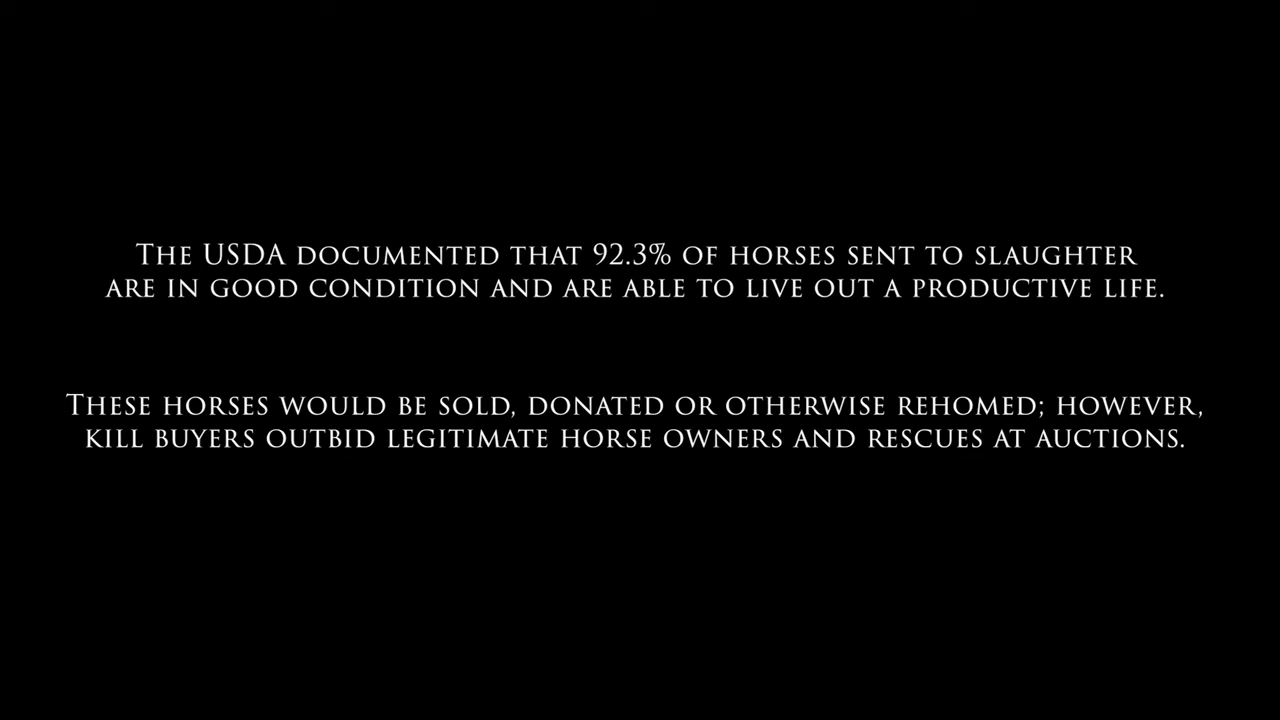 The USDA documented that 92.3% of horses sent to slaughter
are in good condition and are able to live out a productive life.
These horses would be sold, donated or otherwise rehomed; however,
kill buyers outbid legitimate horse owners and rescues at auctions.